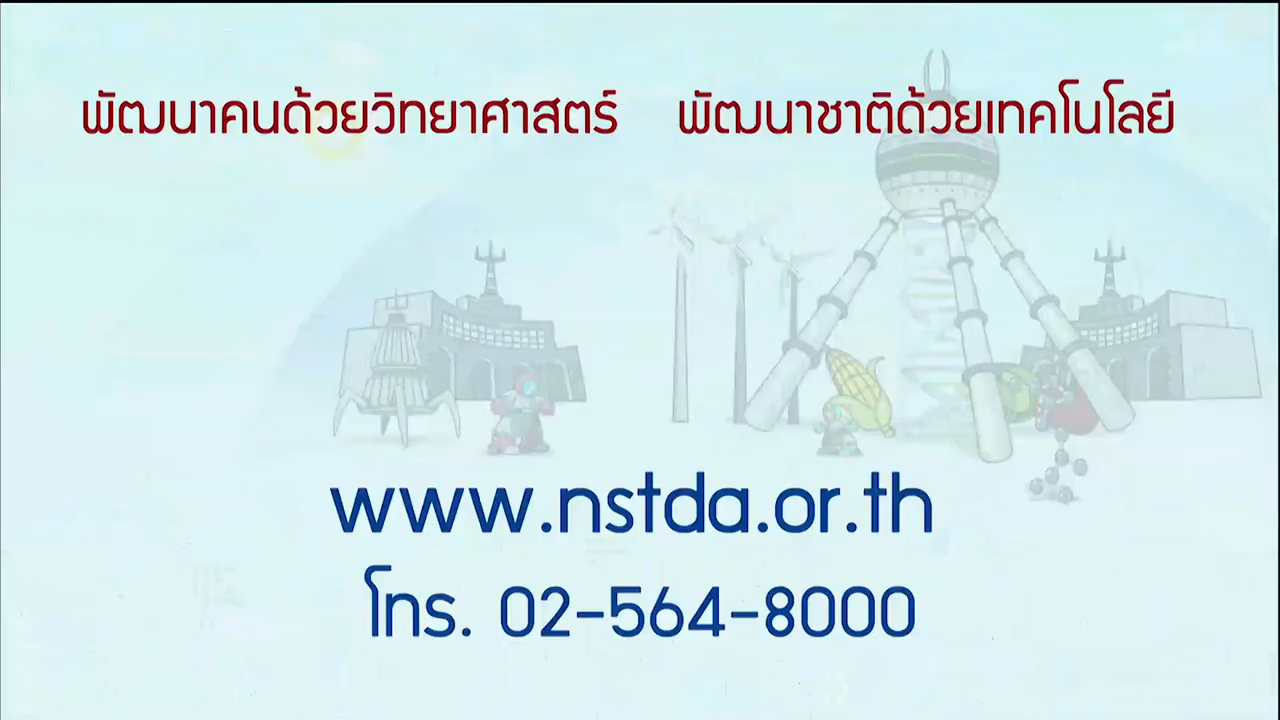 พัฒนาคนด้วยวิทยาศาสตร์ พัฒนาชาติด้วยเทคโนโลยี
www.nstda.or.th
โทร. 02-564-8000